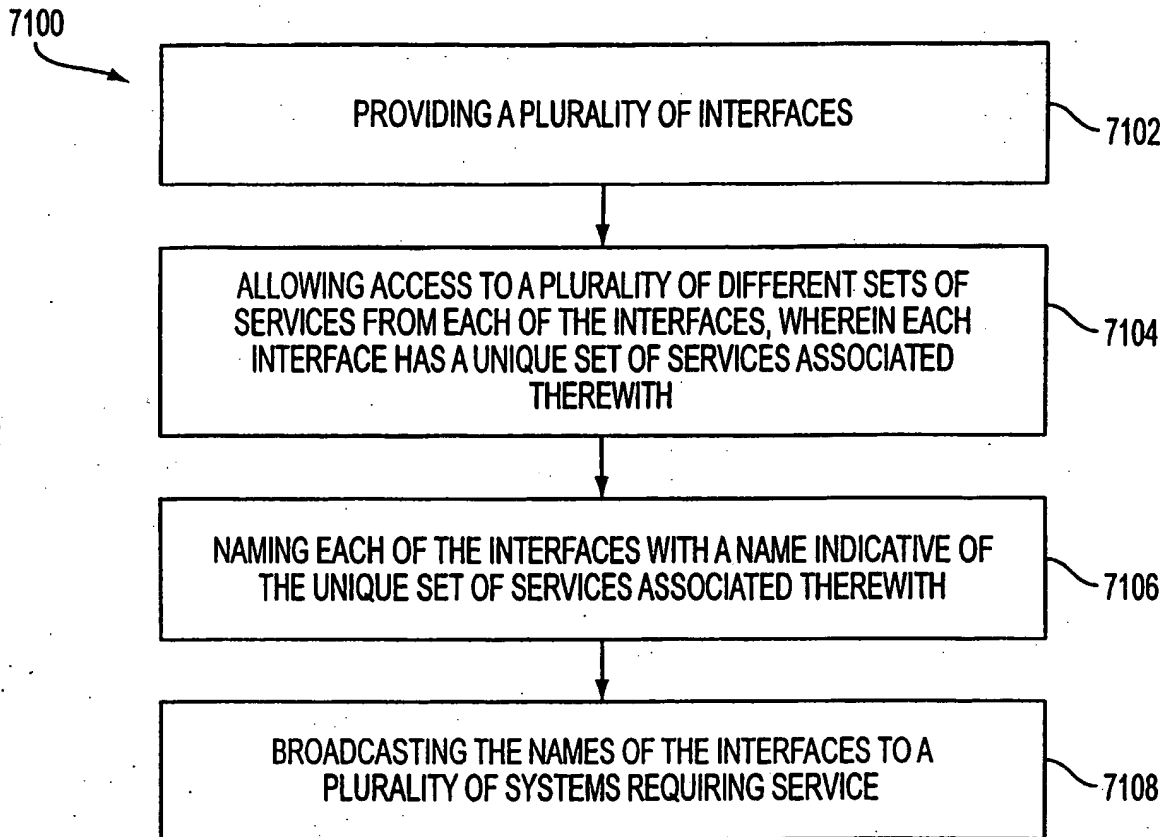 7100
PROVIDING A PLURALITY OF INTERFACES
7102
ALLOWING ACCESS TO A PLURALITY OF DIFFERENT SETS OF
SERVICES FROM EACH OF THE INTERFACES, WHEREIN EACH
INTERFACE HAS A UNIQUE SET OF SERVICES ASSOCIATED
THEREWITH
7104
NAMING EACH OF THE INTERFACES WITH A NAME INDICATIVE OF
THE UNIQUE SET OF SERVICES ASSOCIATED THEREWITH
7106
BROADCASTING THE NAMES OF THE INTERFACES TO A
PLURALITY OF SYSTEMS REQUIRING SERVICE
7108